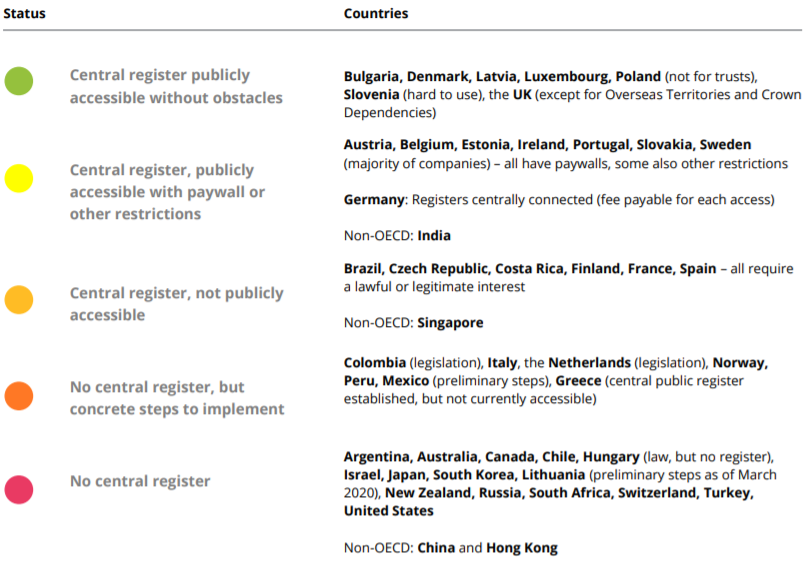 Status
Countries
Central register publicly
accessible without obstacles
Bulgaria, Denmark, Latvia, Luxembourg, Poland (not for trusts),
Slovenia (hard to use), the UK (except for Overseas Territories and Crown
Dependencies)
Central register, publicly
accessible with paywall or
other restrictions
Austria, Belgium, Estonia, Ireland, Portugal, Slovakia, Sweden
(majority of companies) – all have paywalls, some also other restrictions
Germany: Registers centrally connected (fee payable for each access)
Non-OECD: India
Central register, not publicly
accessible
Brazil, Czech Republic, Costa Rica, Finland, France, Spain – all require
a lawful or legitimate interest
Non-OECD: Singapore
No central register, but
concrete steps to implement
Colombia (legislation), Italy, the Netherlands (legislation), Norway,
Peru, Mexico (preliminary steps), Greece (central public register
established, but not currently accessible)
No central register
Argentina, Australia, Canada, Chile, Hungary (law, but no register),
Israel, Japan, South Korea, Lithuania (preliminary steps as of March
2020), New Zealand, Russia, South Africa, Switzerland, Turkey,
United States
Non-OECD: China and Hong Kong